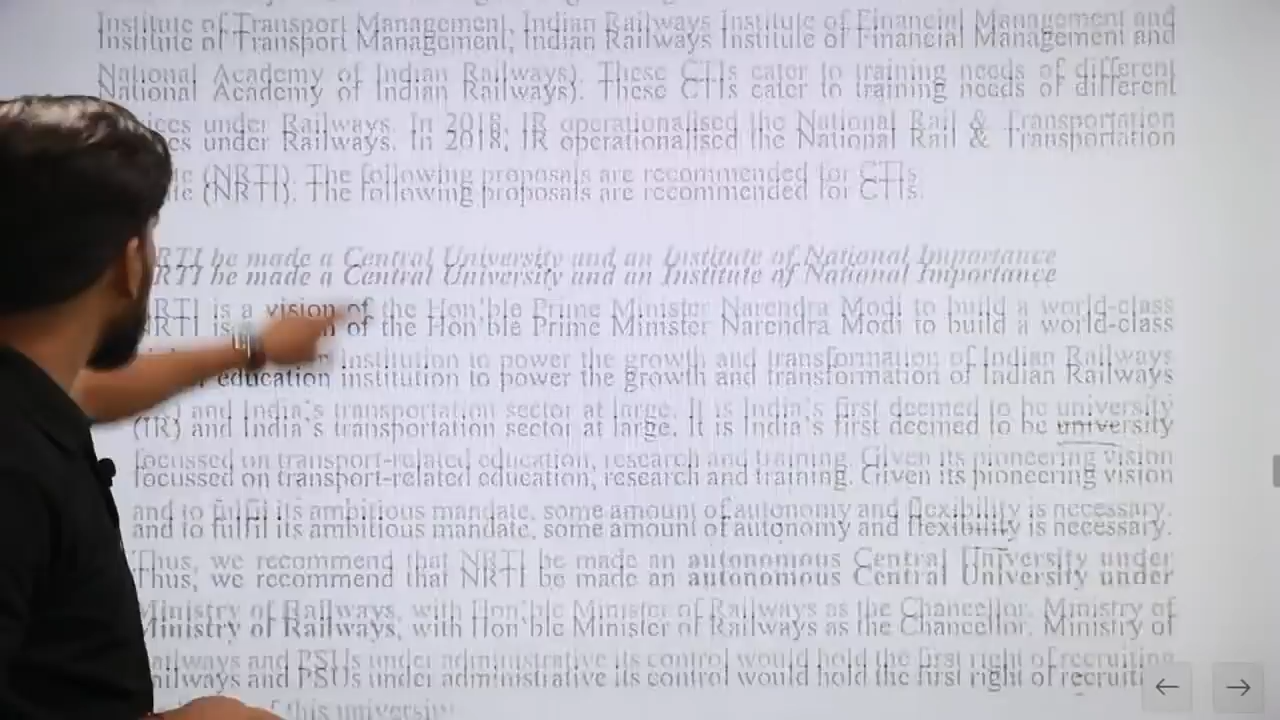 Institute of Transport Management, Indian Railways Institute of Financial Management and
National Academy of Indian Railways). These CTIs cater to training needs of different
under Railways. In 2018, IR operationalised the National Rail & Transportation
(NRTI). The following proposals are recommended for CTIs.
RTI be made a Central University and an Institute of National Importance
RTI is a vision of the Hon'ble Prime Minister Narendra Modi to build a world-class
education institution to power the growth and transformation of Indian Railways
(IR) and India's transportation sector at large. It is India's first deemed to be university
focussed on transport-related education, research and training. Given its pioneering vision
and to fulfil its ambitious mandate, some amount of autonomy and flexibility is necessary.
Thus, we recommend that NRTI be made an autonomous Central University under
Ministry of Railways, with Hon'ble Minister of Railways as the Chancellor. Ministry of
ailways and PSUs under administrative its control would hold the first right of recruiting
of this university